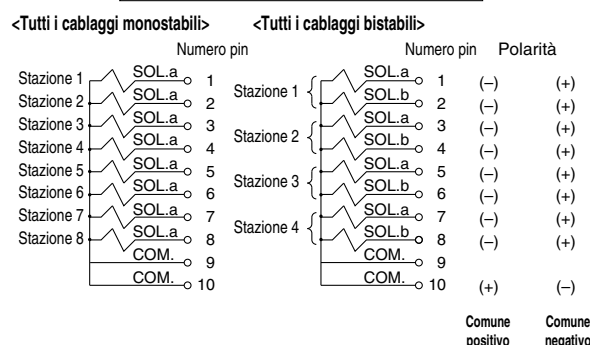 <Tutti i cablaggi monostabili> <Tutti i cablaggi bistabili>
Numero pin Numero pin Polarità
Stazione 1 SOL.a 1 Stazione 1 SOL.a 1 (–) (+)
Stazione 2 SOL.a 2 SOL.b 2 (–) (+)
Stazione 3 SOL.a 3 Stazione 2 SOL.a 3 (–) (+)
Stazione 4 SOL.a 4 SOL.b 4 (–) (+)
Stazione 5 SOL.a 5 Stazione 3 SOL.a 5 (–) (+)
Stazione 6 SOL.a 6 SOL.b 6 (–) (+)
Stazione 7 SOL.a 7 Stazione 4 SOL.a 7 (–) (+)
Stazione 8 SOL.a 8 SOL.b 8 (–) (+)
COM. 9 COM. 9
COM. 10 COM. 10 (+) (–)
Comune Comune
positivo negativo